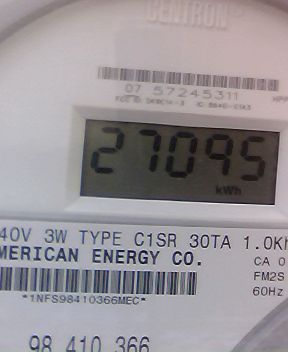 CENTRON
07 57245311
27095
kWh
40V 3W TYPE C1SR 30TA 1.0Kh
MERICAN ENERGY CO.
CA 0
FM2S
60Hz
*1NFS98410366MEC*
98 410 366